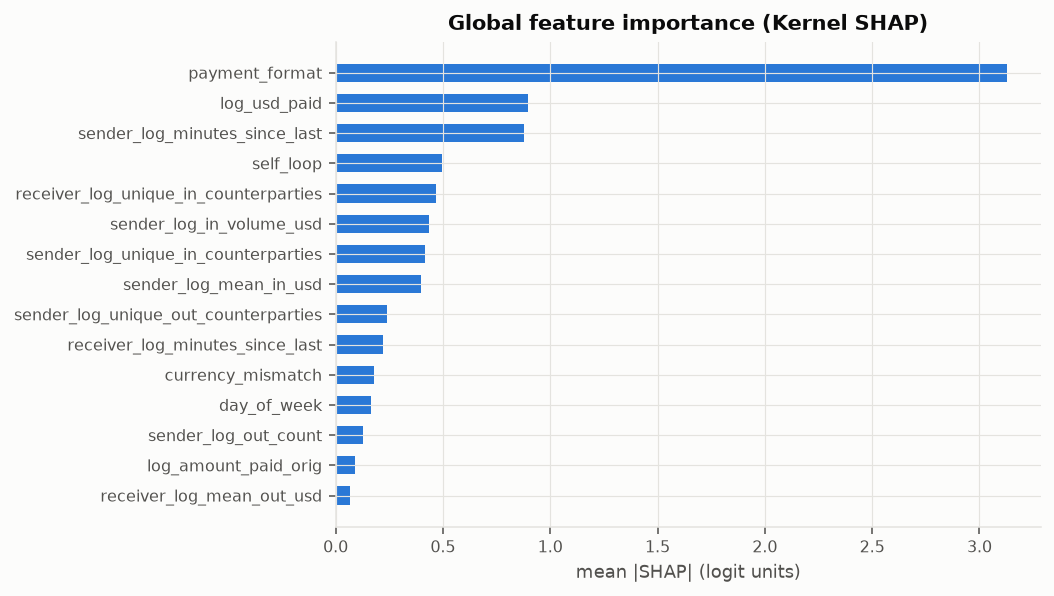 Global feature importance (Kernel SHAP)
payment_format
log_usd_paid
sender_log_minutes_since_last
self_loop
receiver_log_unique_in_counterparties
sender_log_in_volume_usd
sender_log_unique_in_counterparties
sender_log_mean_in_usd
sender_log_unique_out_counterparties
receiver_log_minutes_since_last
currency_mismatch
day_of_week
sender_log_out_count
log_amount_paid_orig
receiver_log_mean_out_usd
0.0 0.5 1.0 1.5 2.0 2.5 3.0
mean |SHAP| (logit units)